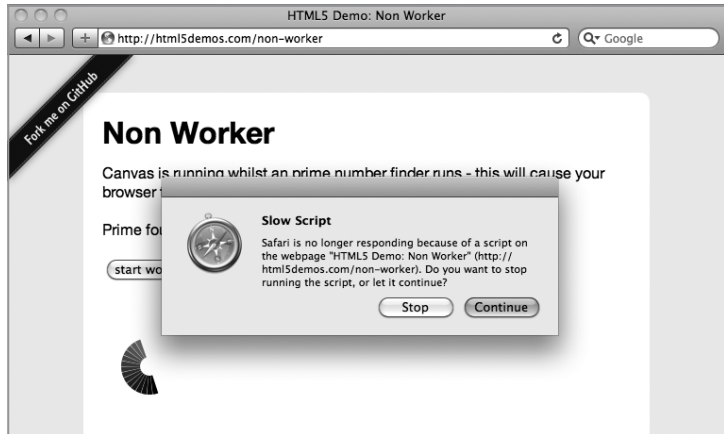 HTML5 Demo: Non Worker
http://html5demos.com/non-worker
Google
Fork me on GitHub
Non Worker
Canvas is running whilst an prime number finder runs - this will cause your
browser
Prime fou
start wo
Slow Script
Safari is no longer responding because of a script on
the webpage "HTML5 Demo: Non Worker" (http://
html5demos.com/non-worker). Do you want to stop
running the script, or let it continue?
Stop
Continue